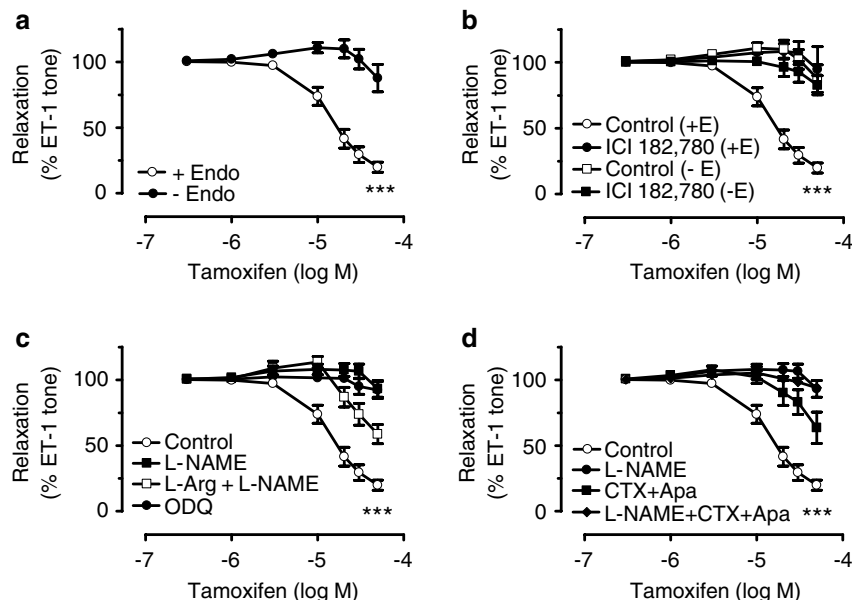 a
Relaxation
(% ET-1 tone)
100
50
0
+ Endo
- Endo
***
-7
-6
-5
-4
Tamoxifen (log M)
b
Relaxation
(% ET-1 tone)
100
50
0
Control (+E)
ICI 182,780 (+E)
Control (- E)
ICI 182,780 (-E)
***
-7
-6
-5
-4
Tamoxifen (log M)
c
Relaxation
(% ET-1 tone)
100
50
0
Control
L-NAME
L-Arg + L-NAME
ODQ
***
-7
-6
-5
-4
Tamoxifen (log M)
d
Relaxation
(% ET-1 tone)
100
50
0
Control
L-NAME
CTX+Apa
L-NAME+CTX+Apa
***
-7
-6
-5
-4
Tamoxifen (log M)